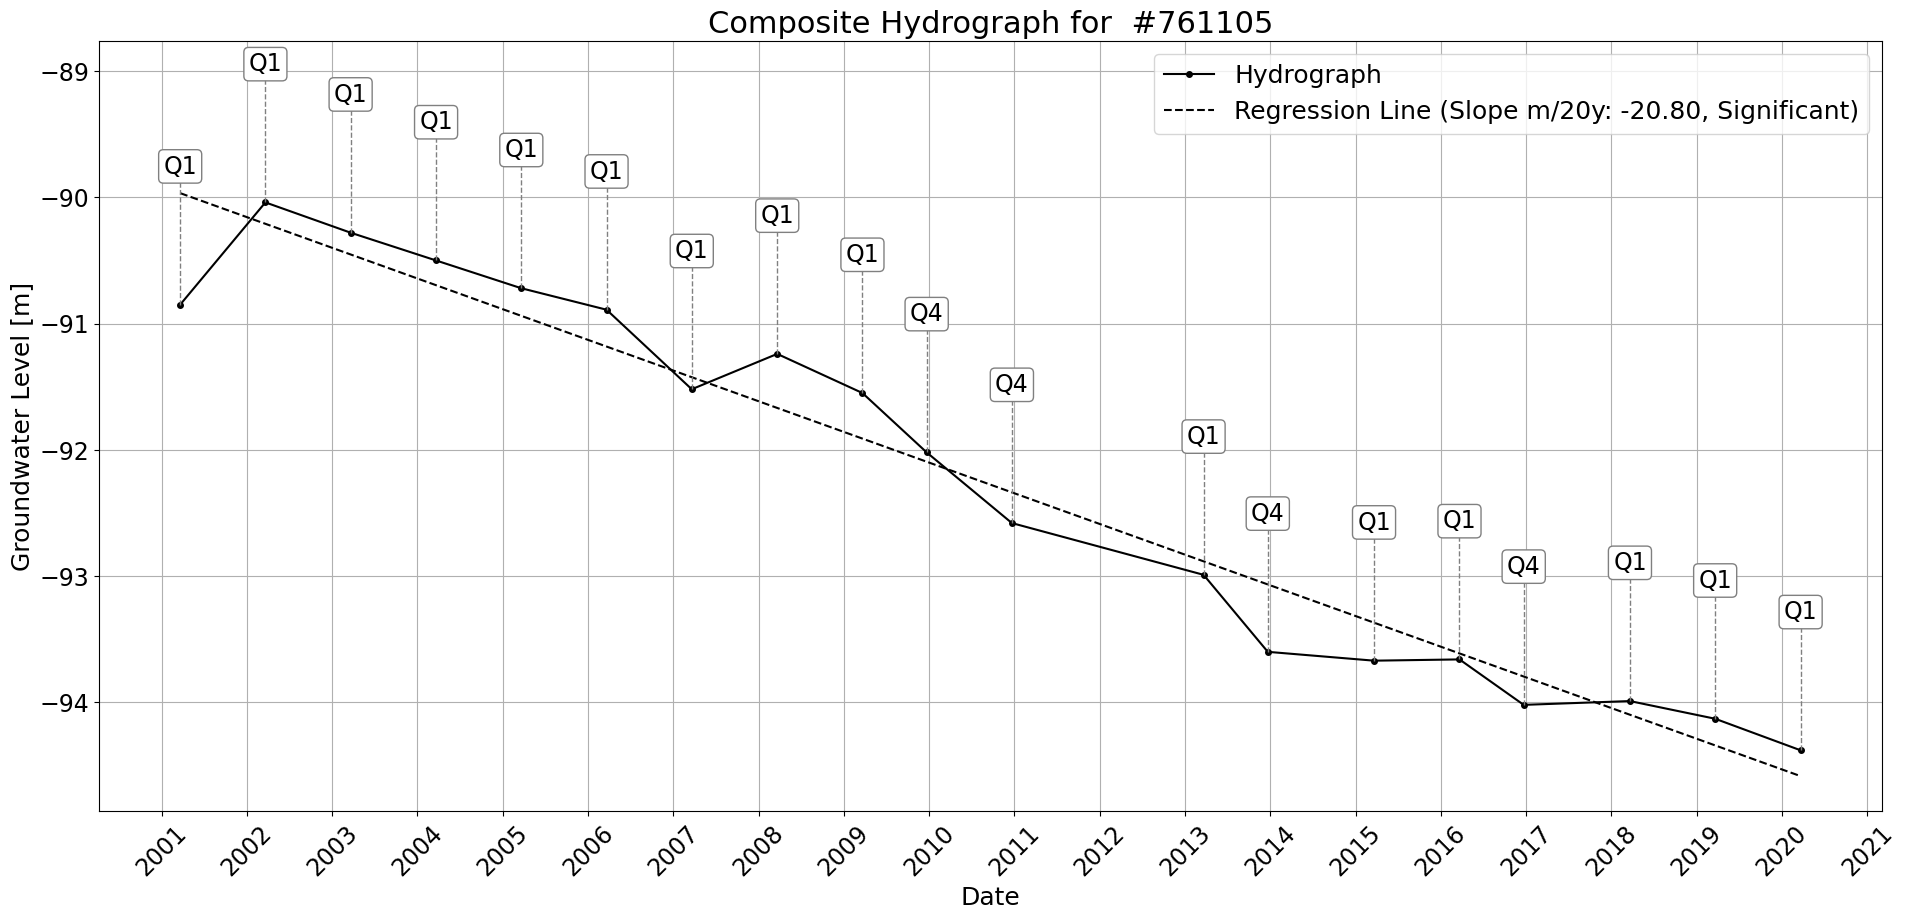 Composite Hydrograph for  #761105
Hydrograph
Regression Line (Slope m/20y: -20.80, Significant)
Groundwater Level [m]
−89
−90
−91
−92
−93
−94
Q1
Q1
Q1
Q1
Q1
Q1
Q1
Q1
Q1
Q4
Q4
Q1
Q4
Q1
Q1
Q4
Q1
Q1
Q1
2001
2002
2003
2004
2005
2006
2007
2008
2009
2010
2011
2012
2013
2014
2015
2016
2017
2018
2019
2020
2021
Date